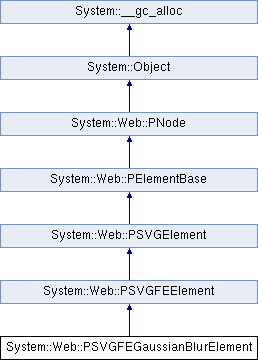 System::__gc_alloc
System::Object
System::Web::PNode
System::Web::PElementBase
System::Web::PSVGElement
System::Web::PSVGFEElement
System::Web::PSVGFEGaussianBlurElement